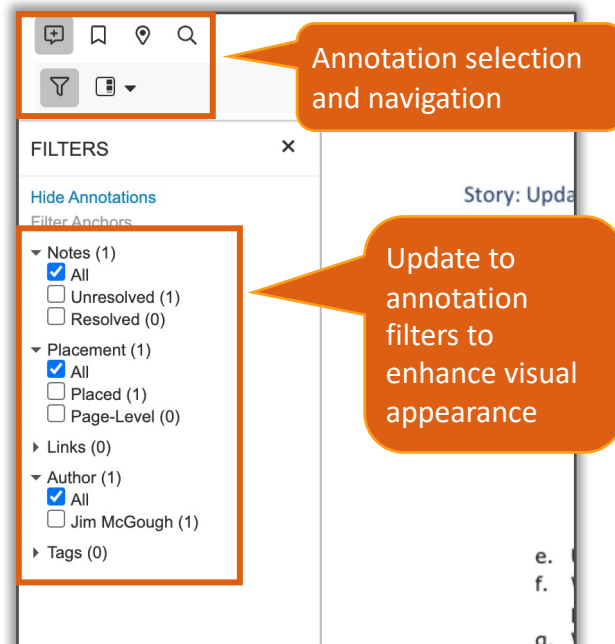 Annotation selection
and navigation
FILTERS
Hide Annotations
Story: Upda
Filter Anchors
Notes (1)
All
Unresolved (1)
Resolved (0)
Placement (1)
All
Placed (1)
Page-Level (0)
Links (0)
Author (1)
All
Jim McGough (1)
Tags (0)
Update to
annotation
filters to
enhance visual
appearance
e.
f.
g.